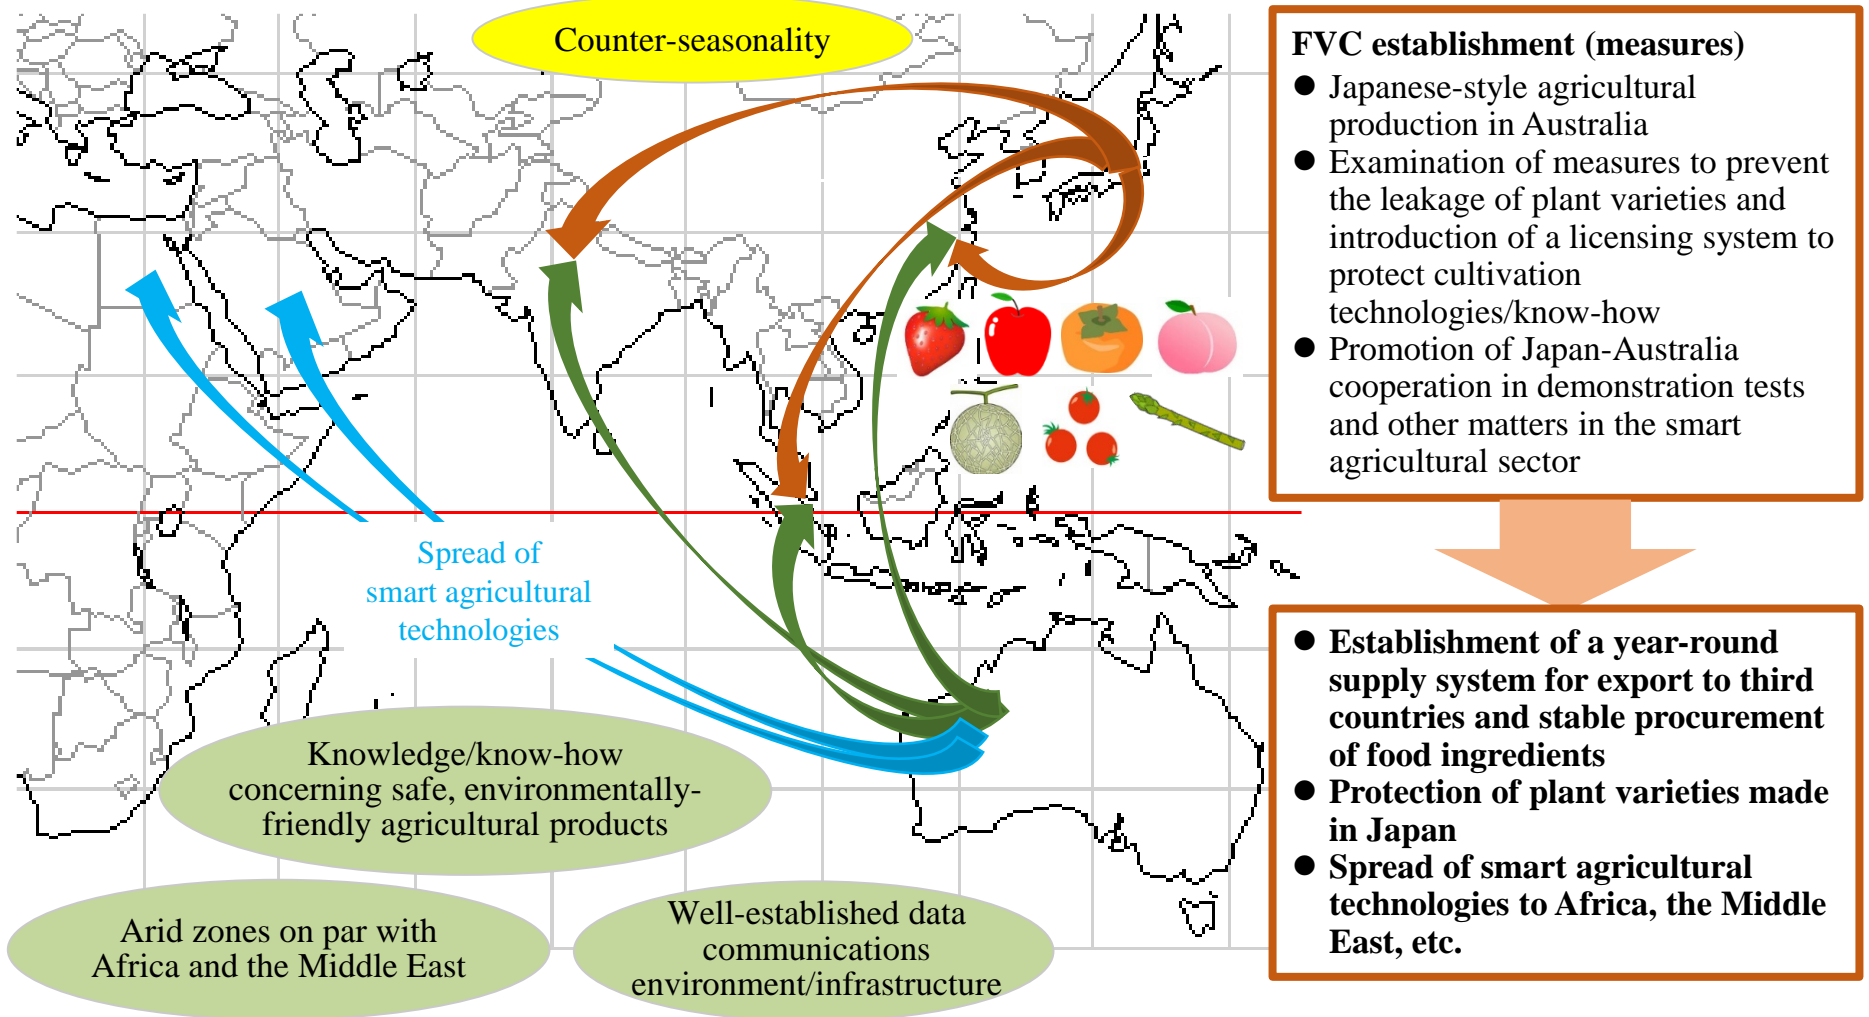 Counter-seasonality
FVC establishment (measures)
● Japanese-style agricultural
production in Australia
● Examination of measures to prevent
the leakage of plant varieties and
introduction of a licensing system to
protect cultivation
technologies/know-how
● Promotion of Japan-Australia
cooperation in demonstration tests
and other matters in the smart
agricultural sector
Spread of
smart agricultural
technologies
● Establishment of a year-round
supply system for export to third
countries and stable procurement
of food ingredients
● Protection of plant varieties made
in Japan
● Spread of smart agricultural
technologies to Africa, the Middle
East, etc.
Knowledge/know-how
concerning safe, environmentally-
friendly agricultural products
Arid zones on par with
Africa and the Middle East
Well-established data
communications
environment/infrastructure